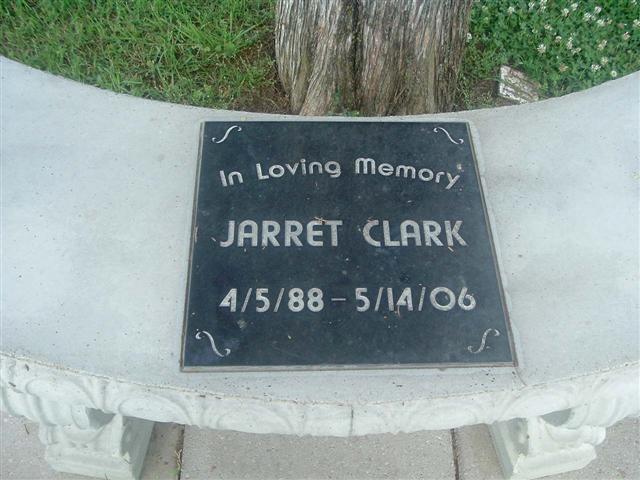 In Loving Memory
JARRET CLARK
4/5/88 - 5/14/06